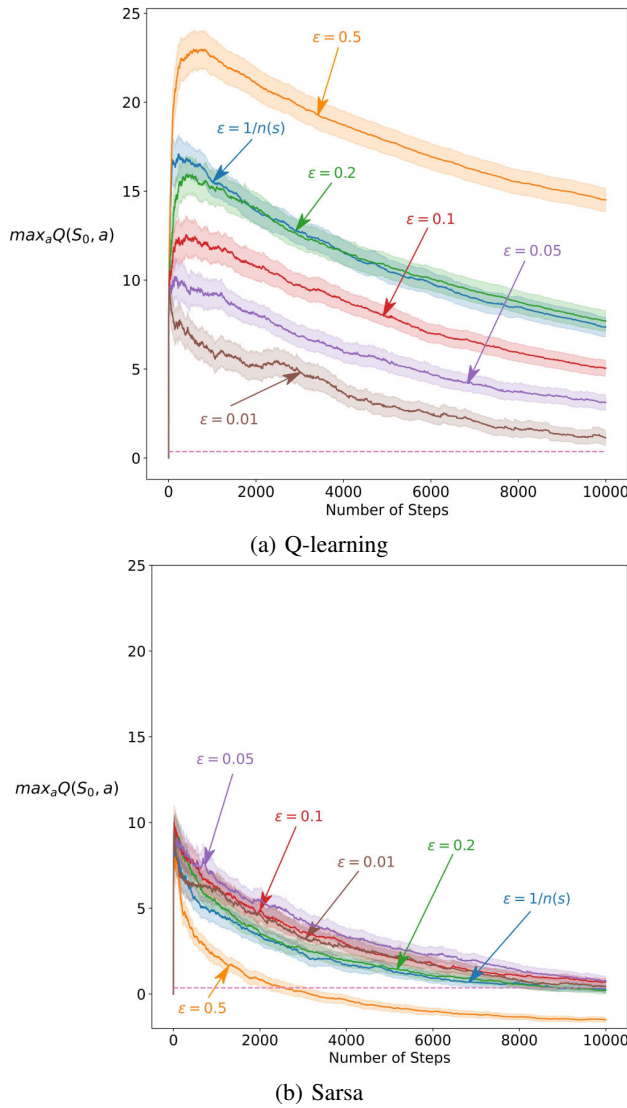 25
ε = 0.5
20
ε = 1/n(s)
15
ε = 0.2
max_aQ(S_0, a)
ε = 0.1
10
ε = 0.05
5
ε = 0.01
0
0 2000 4000 6000 8000 10000
Number of Steps
(a) Q-learning
25
20
15
ε = 0.05
max_aQ(S_0, a)
10
ε = 0.1
ε = 0.01
ε = 0.2
5
ε = 1/n(s)
0
ε = 0.5
0 2000 4000 6000 8000 10000
Number of Steps
(b) Sarsa